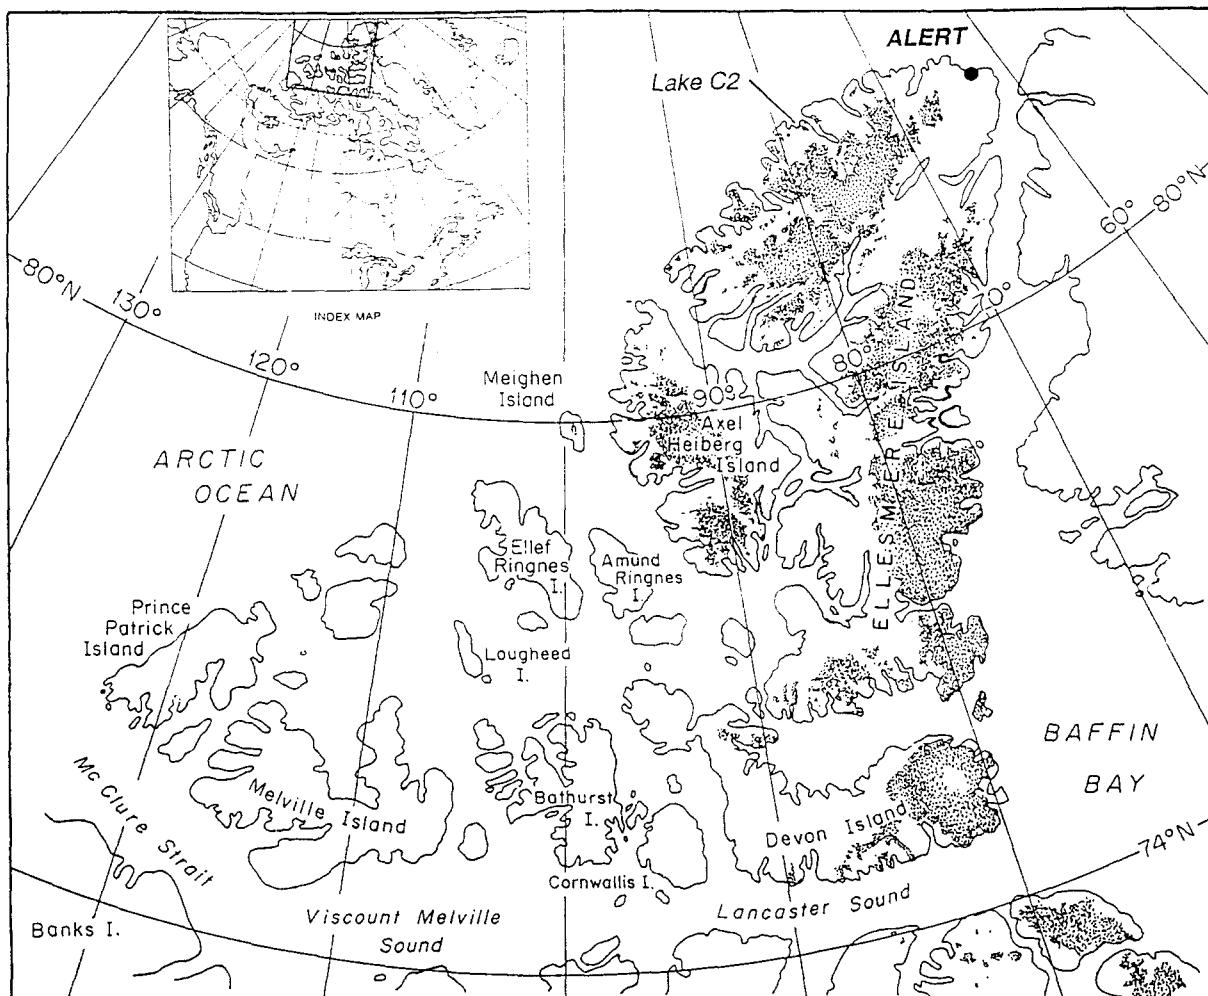 ALERT
Lake C2
INDEX MAP
80°N
130°
120°
110°
90°
80°
70°
60°
80°N
Meighen
Island
Axel
Heiberg
Island
ELLESMERE ISLAND
ARCTIC
OCEAN
Ellef
Ringnes
I.
Amund
Ringnes
I.
Prince
Patrick
Island
Lougheed
I.
BAFFIN
BAY
Mc Clure Strait
Melville Island
Bathurst
I.
Devon Island
74°N
Cornwallis I.
Banks I.
Viscount Melville
Sound
Lancaster Sound